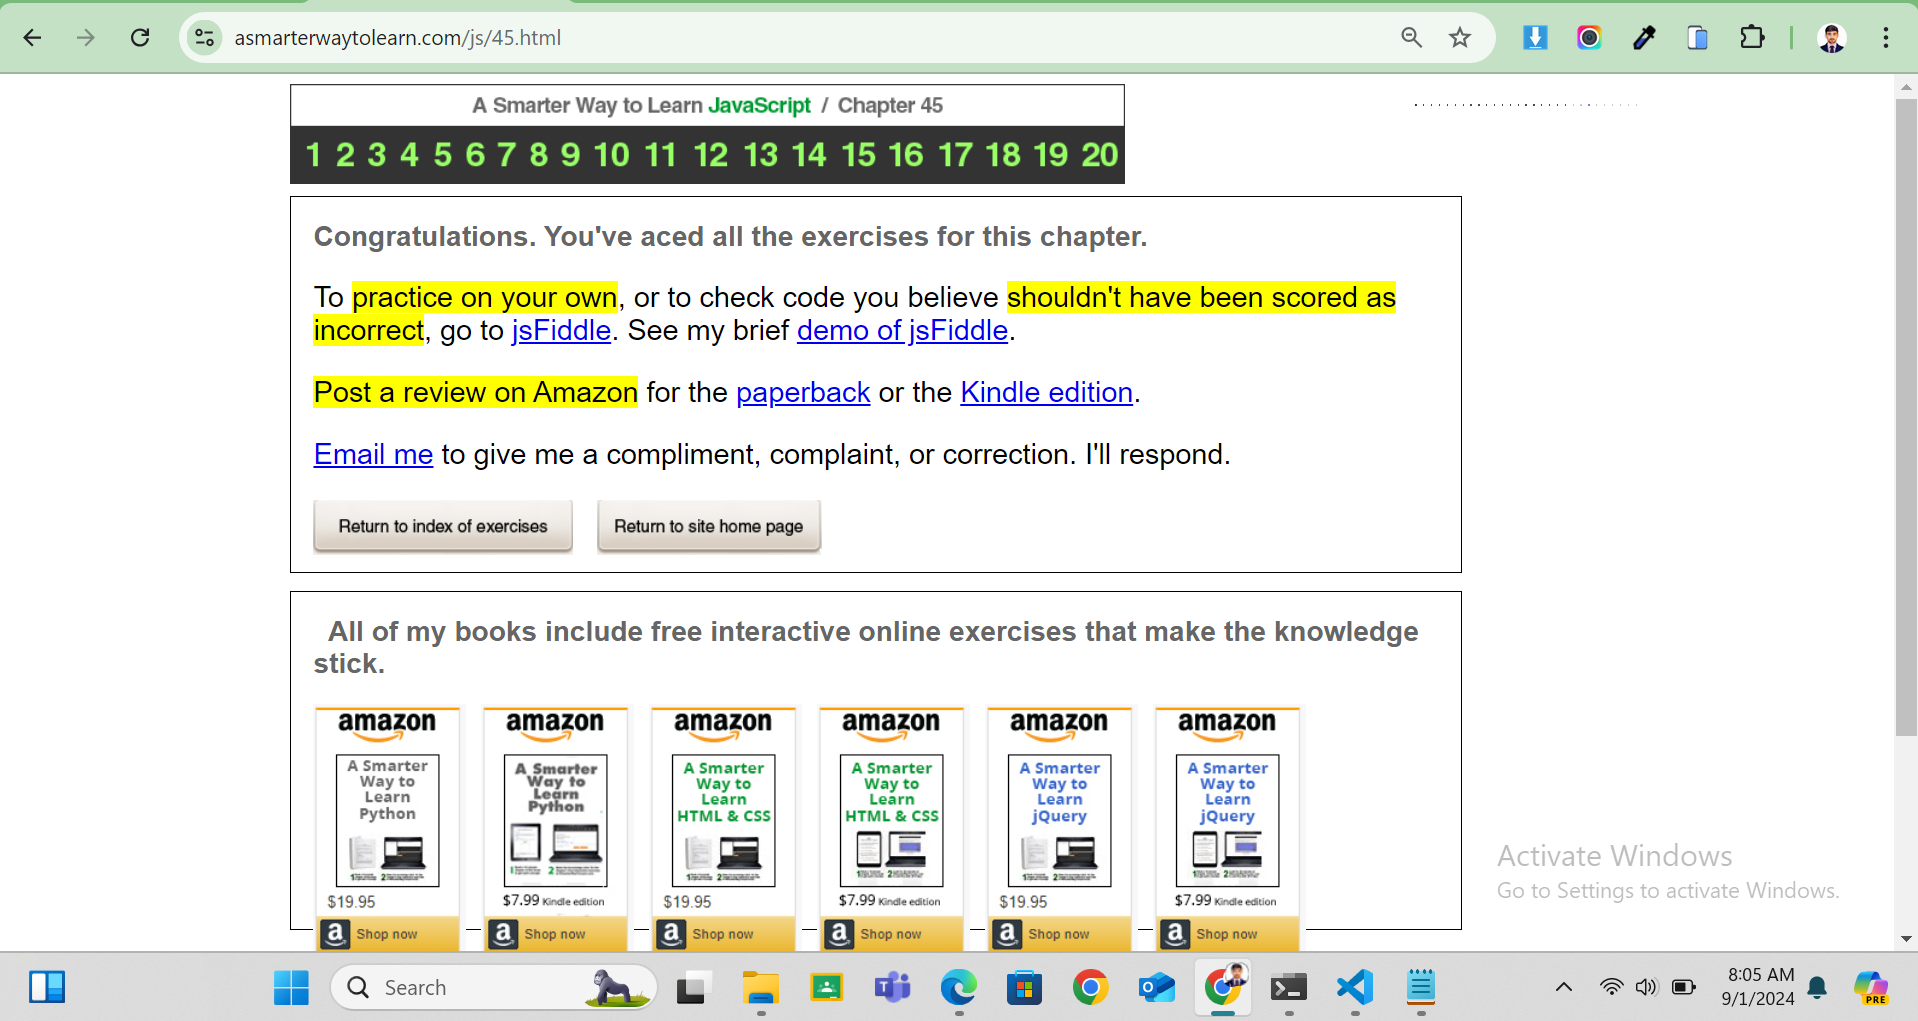 asmarterwaytolearn.com/js/45.html
A Smarter Way to Learn JavaScript / Chapter 45
1 2 3 4 5 6 7 8 9 10 11 12 13 14 15 16 17 18 19 20
Congratulations. You've aced all the exercises for this chapter.
To practice on your own, or to check code you believe shouldn't have been scored as
incorrect, go to jsFiddle. See my brief demo of jsFiddle.
Post a review on Amazon for the paperback or the Kindle edition.
Email me to give me a compliment, complaint, or correction. I'll respond.
Return to index of exercises Return to site home page
All of my books include free interactive online exercises that make the knowledge
stick.
amazon amazon amazon amazon amazon amazon
A Smarter A Smarter A Smarter A Smarter A Smarter A Smarter
Way to Way to Way to Way to Way to Way to
Learn Learn Learn Learn Learn Learn
Python Python HTML & CSS HTML & CSS jQuery jQuery
$19.95 $7.99 Kindle edition $19.95 $7.99 Kindle edition $19.95 $7.99 Kindle edition
a Shop now a Shop now a Shop now a Shop now a Shop now a Shop now
Activate Windows
Go to Settings to activate Windows.
Search
8:05 AM
9/1/2024
PRE